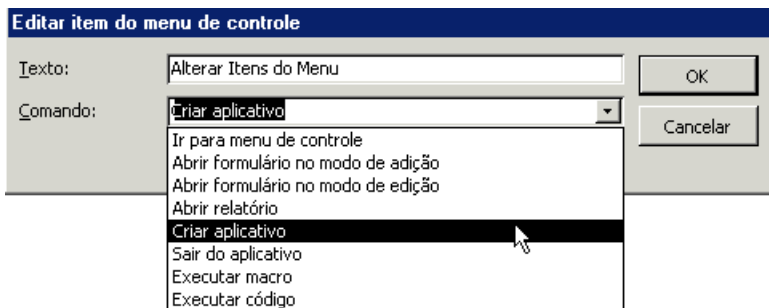 Editar item do menu de controle
Texto: Alterar Itens do Menu OK
Comando: Criar aplicativo Cancelar
Ir para menu de controle
Abrir formulário no modo de adição
Abrir formulário no modo de edição
Abrir relatório
Criar aplicativo
Sair do aplicativo
Executar macro
Executar código